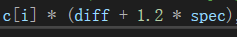 c[i] * (diff + 1.2 * spec)